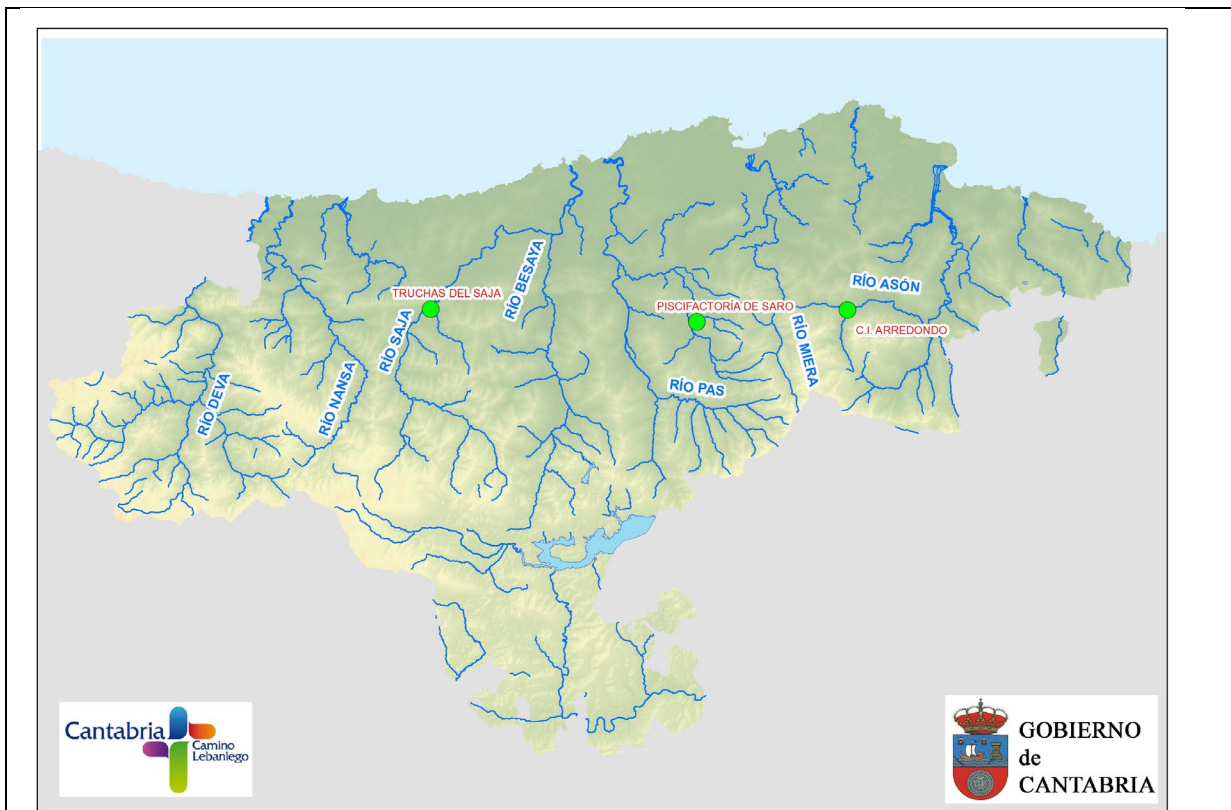 TRUCHAS DEL SAJA
PISCIFACTORÍA DE SARO
C.I. ARREDONDO
RÍO DEVA
RÍO NANSA
RÍO SAJA
RÍO BESAYA
RÍO PAS
RÍO MIERA
RÍO ASÓN
Cantabria
Camino
Lebaniego
GOBIERNO
de
CANTABRIA